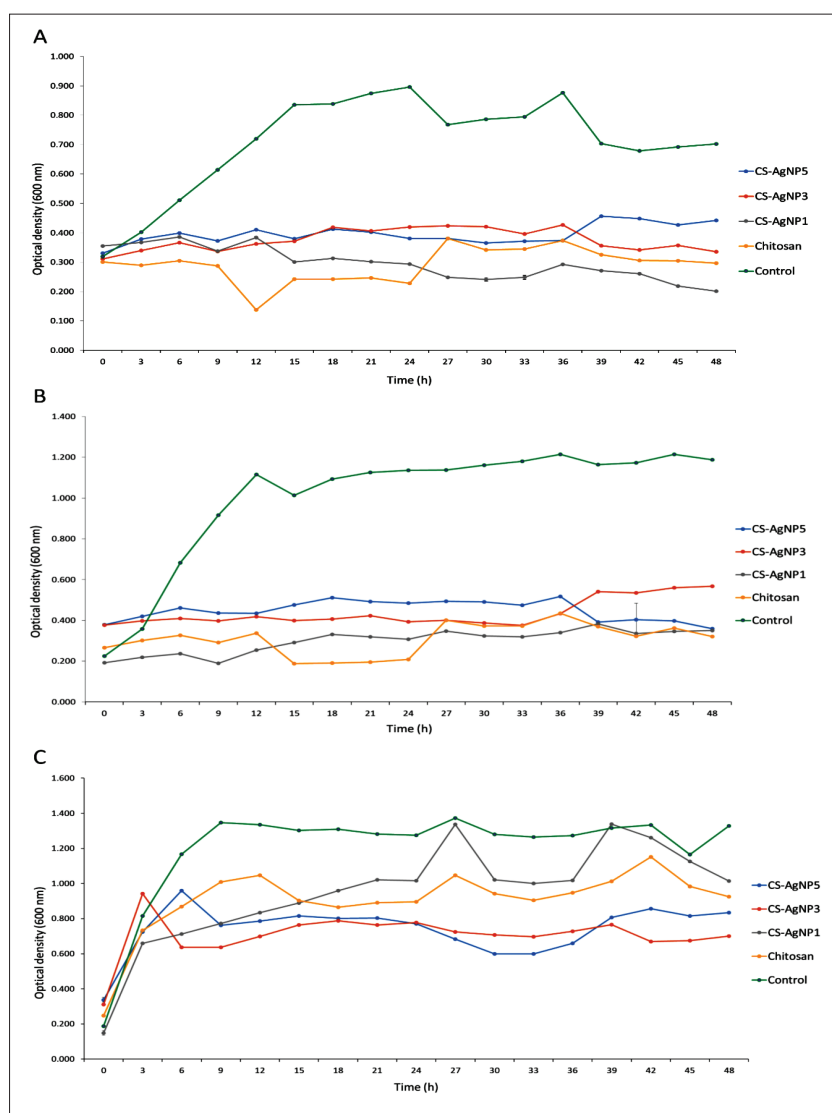 A
1.000
0.900
0.800
0.700
0.600
0.500
0.400
0.300
0.200
0.100
0.000
Optical density (600 nm)
0 3 6 9 12 15 18 21 24 27 30 33 36 39 42 45 48
Time (h)
CS-AgNP5
CS-AgNP3
CS-AgNP1
Chitosan
Control
B
1.400
1.200
1.000
0.800
0.600
0.400
0.200
0.000
Optical density (600 nm)
0 3 6 9 12 15 18 21 24 27 30 33 36 39 42 45 48
Time (h)
CS-AgNP5
CS-AgNP3
CS-AgNP1
Chitosan
Control
C
1.600
1.400
1.200
1.000
0.800
0.600
0.400
0.200
0.000
Optical density (600 nm)
0 3 6 9 12 15 18 21 24 27 30 33 36 39 42 45 48
Time (h)
CS-AgNP5
CS-AgNP3
CS-AgNP1
Chitosan
Control